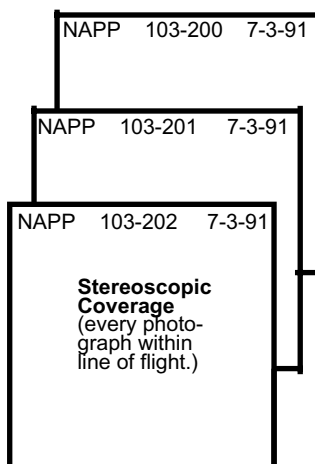 NAPP 103-200 7-3-91
NAPP 103-201 7-3-91
NAPP 103-202 7-3-91
Stereoscopic
Coverage
(every photo-
graph within
line of flight.)